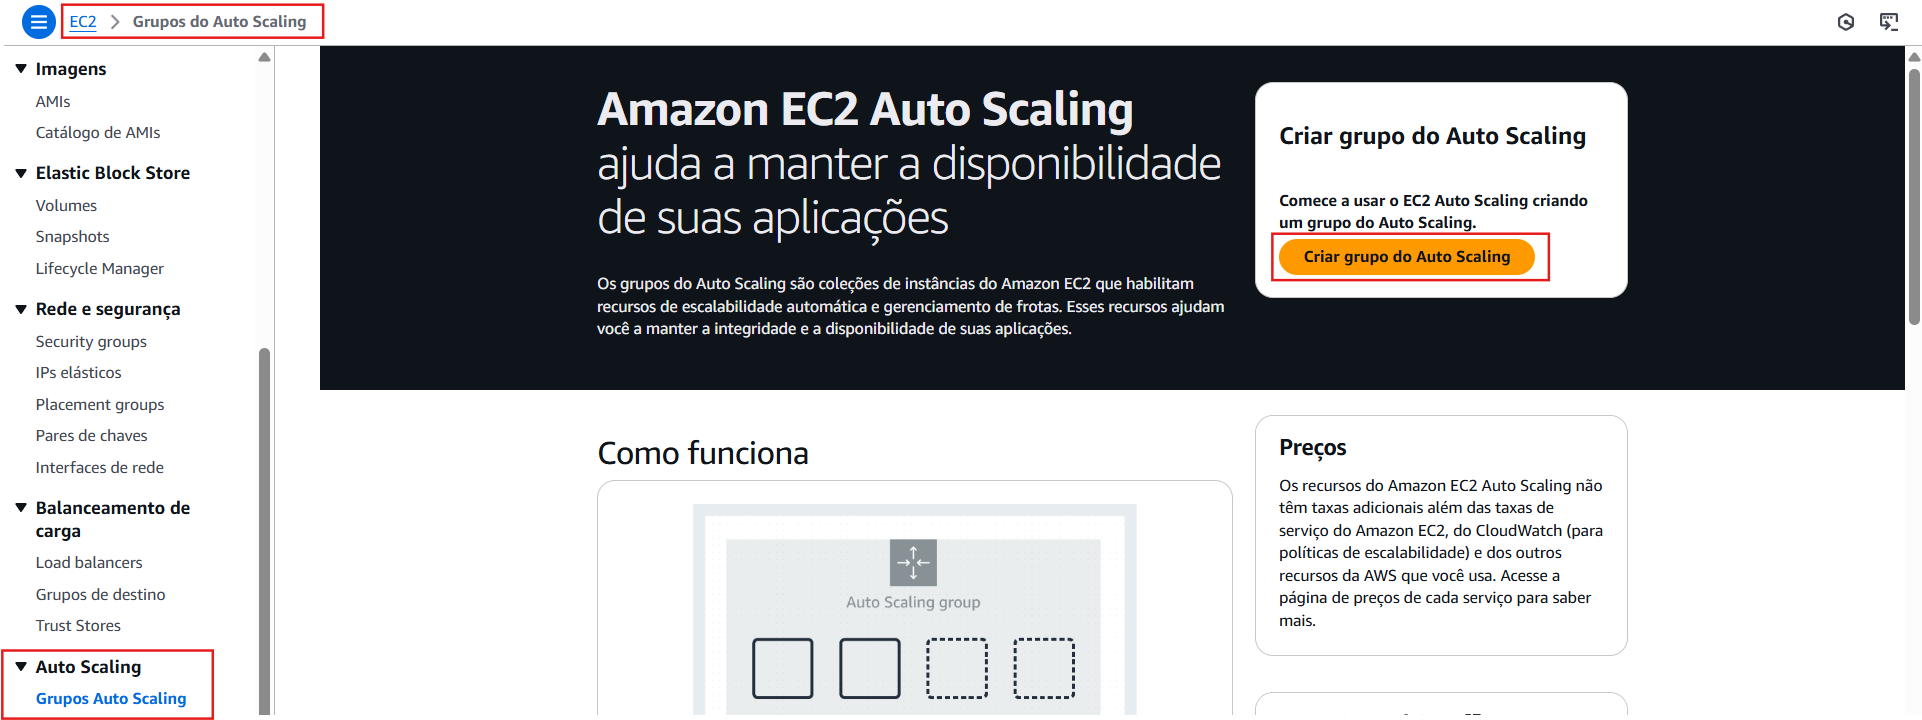 EC2 > Grupos do Auto Scaling
Imagens
AMIs
Catálogo de AMIs
Elastic Block Store
Volumes
Snapshots
Lifecycle Manager
Rede e segurança
Security groups
IPs elásticos
Placement groups
Pares de chaves
Interfaces de rede
Balanceamento de
carga
Load balancers
Grupos de destino
Trust Stores
Auto Scaling
Grupos Auto Scaling
Amazon EC2 Auto Scaling
ajuda a manter a disponibilidade
de suas aplicações
Os grupos do Auto Scaling são coleções de instâncias do Amazon EC2 que habilitam
recursos de escalabilidade automática e gerenciamento de frotas. Esses recursos ajudam
você a manter a integridade e a disponibilidade de suas aplicações.
Criar grupo do Auto Scaling
Comece a usar o EC2 Auto Scaling criando
um grupo do Auto Scaling.
Criar grupo do Auto Scaling
Como funciona
Auto Scaling group
Preços
Os recursos do Amazon EC2 Auto Scaling não
têm taxas adicionais além das taxas de
serviço do Amazon EC2, do CloudWatch (para
políticas de escalabilidade) e dos outros
recursos da AWS que você usa. Acesse a
página de preços de cada serviço para saber
mais.